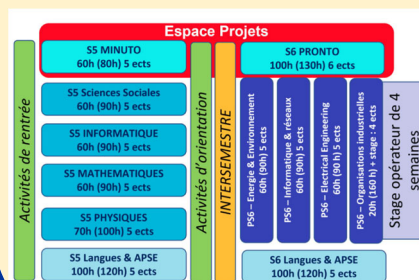 Espace Projets
Activités de rentrée
S5 MINUTO
60h (80h) 5 ects
S5 Sciences Sociales
60h (90h) 5 ects
S5 INFORMATIQUE
60h (90h) 5 ects
S5 MATHEMATIQUES
60h (90h) 5 ects
S5 PHYSIQUES
70h (100h) 5 ects
S5 Langues & APSE
100h (120h) 5 ects
Activités d'orientation
INTERSEMESTRE
S6 PRONTO
100h (130h) 6 ects
PS6 – Energie & Environnement
60h (90h) 5 ects
PS6 – Informatique & réseaux
60h (90h) 5 ects
PS6 – Electrical Engineering
60h (90 h) 5 ects
PS6 – Organisations industrielles
20h (160 h) + stage : 4 ects
S6 Langues & APSE
100h (120h) 5 ects
Stage opérateur de 4
semaines